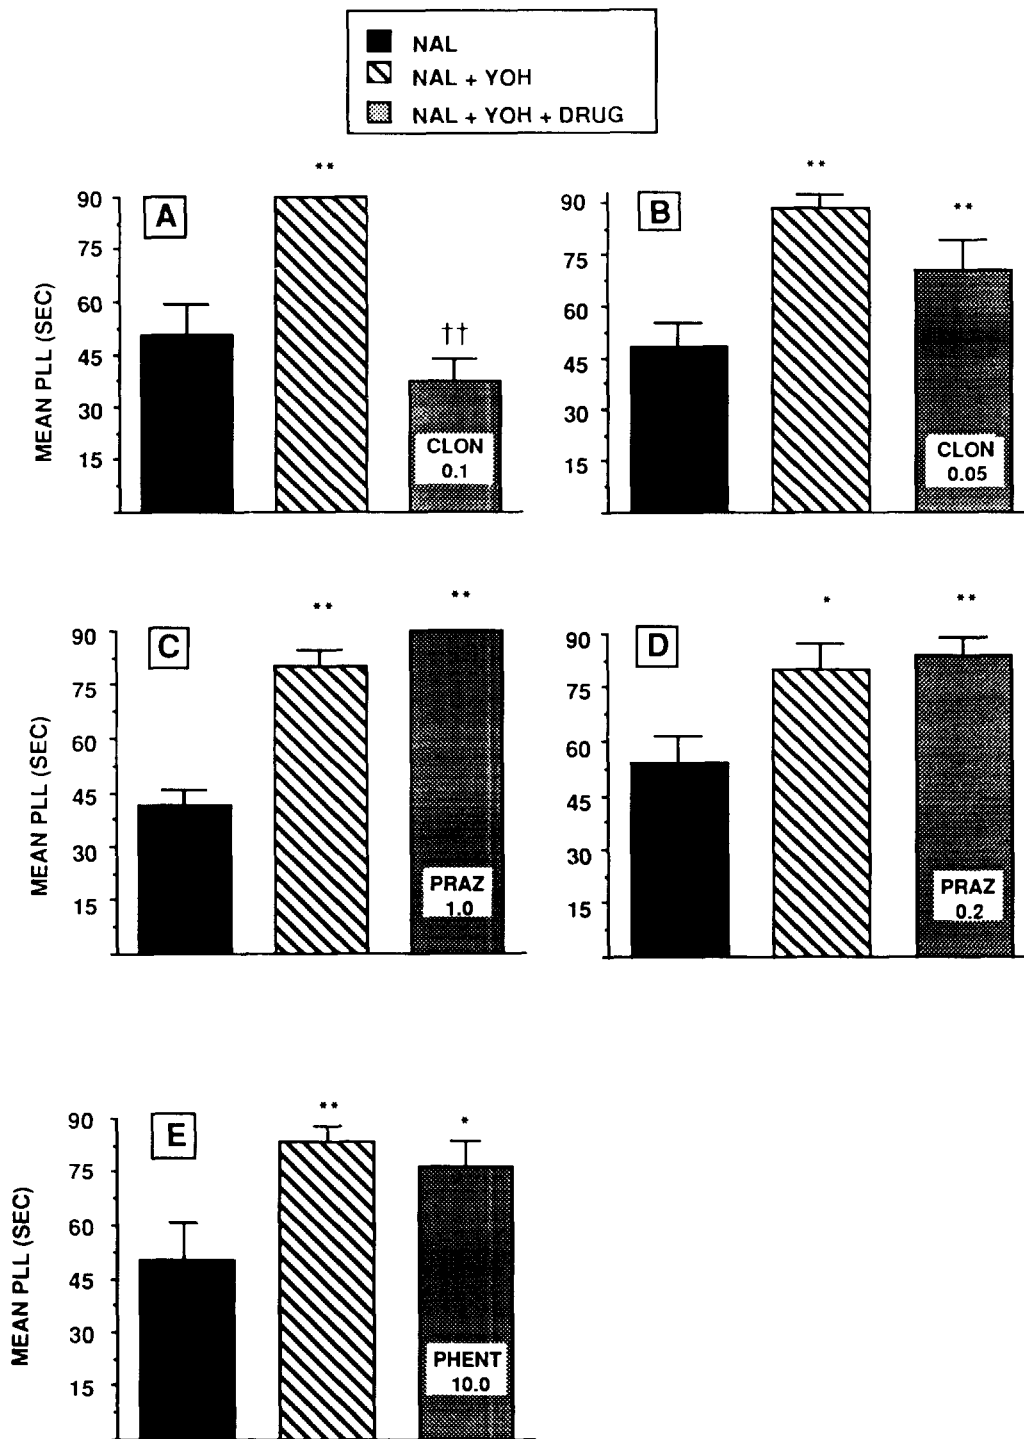 NAL
NAL + YOH
NAL + YOH + DRUG
**
A
90
75
60
45
30
15
MEAN PLL (SEC)
††
CLON
0.1
**
**
B
90
75
60
45
30
15
CLON
0.05
**
**
C
90
75
60
45
30
15
MEAN PLL (SEC)
PRAZ
1.0
*
**
D
90
75
60
45
30
15
PRAZ
0.2
**
*
E
90
75
60
45
30
15
MEAN PLL (SEC)
PHENT
10.0